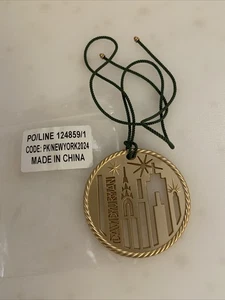 PO/LINE 124859/1
CODE: PK/NEWYORK2024
MADE IN CHINA